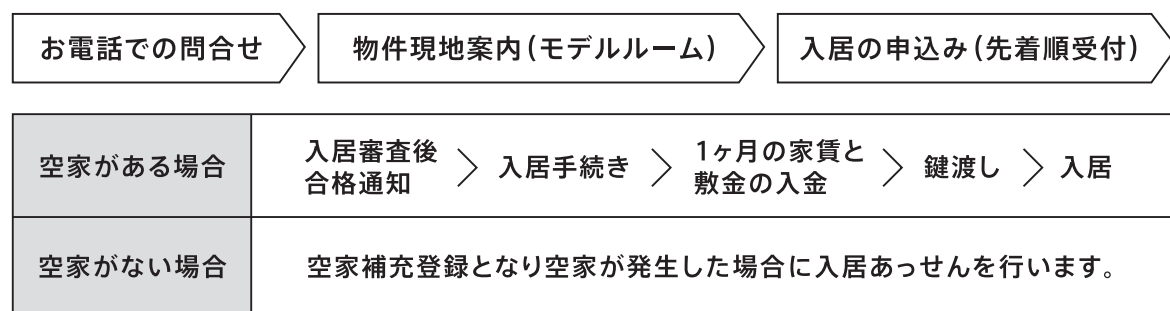 お電話での問合せ
物件現地案内(モデルルーム)
入居の申込み(先着順受付)
空家がある場合
入居審査後
合格通知
入居手続き
1ヶ月の家賃と
敷金の入金
鍵渡し
入居
空家がない場合
空家補充登録となり空家が発生した場合に入居あっせんを行います。